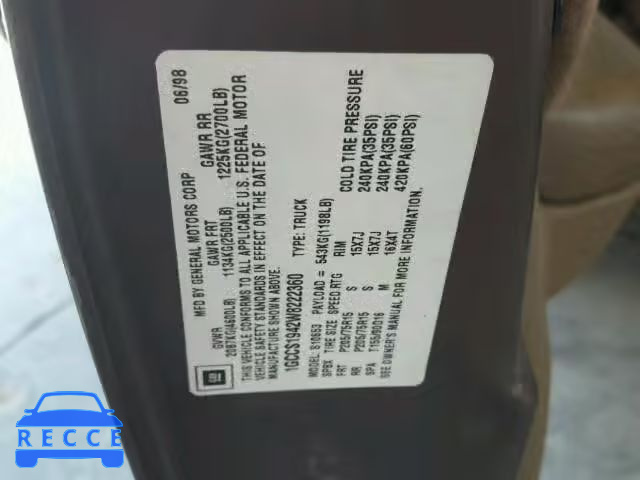 MFD BY GENERAL MOTORS CORP 06/98
GVWR GAWR FRT GAWR RR
2087KG(4600LB) 1134KG(2500LB) 1225KG(2700LB)
THIS VEHICLE CONFORMS TO ALL APPLICABLE U.S. FEDERAL MOTOR
VEHICLE SAFETY STANDARDS IN EFFECT ON THE DATE OF
MANUFACTURE SHOWN ABOVE.
1GCCS1942W8222360 TYPE: TRUCK
MODEL: S10653 PAYLOAD = 543KG(1198LB)
SPBX TIRE SIZE SPEED RTG RIM COLD TIRE PRESSURE
FRT P205/75R15 S 15X7J 240KPA(35PSI)
RR P205/75R15 S 15X7J 240KPA(35PSI)
SPA T155/90D16 M 16X4T 420KPA(60PSI)
SEE OWNER'S MANUAL FOR MORE INFORMATION.
GM
RECCE